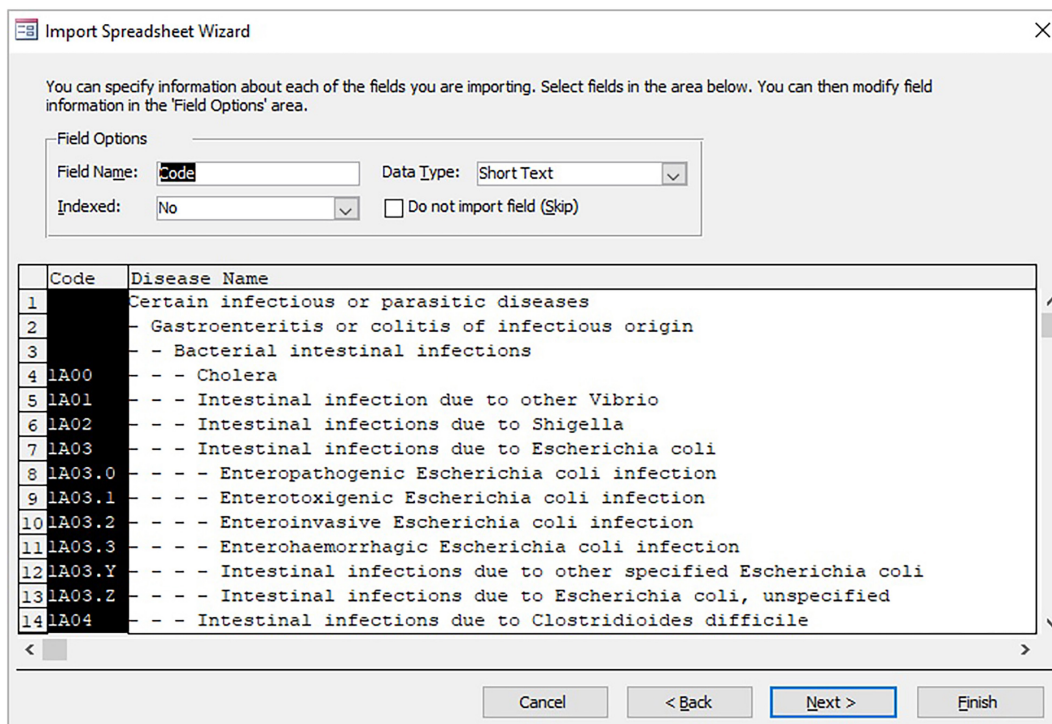 Import Spreadsheet Wizard
You can specify information about each of the fields you are importing. Select fields in the area below. You can then modify field
information in the 'Field Options' area.
Field Options
Field Name: Code Data Type: Short Text
Indexed: No Do not import field (Skip)
Code Disease Name
1 Certain infectious or parasitic diseases
2 - Gastroenteritis or colitis of infectious origin
3 - - Bacterial intestinal infections
4 1A00 - - - Cholera
5 1A01 - - - Intestinal infection due to other Vibrio
6 1A02 - - - Intestinal infections due to Shigella
7 1A03 - - - Intestinal infections due to Escherichia coli
8 1A03.0 - - - - Enteropathogenic Escherichia coli infection
9 1A03.1 - - - - Enterotoxigenic Escherichia coli infection
10 1A03.2 - - - - Enteroinvasive Escherichia coli infection
11 1A03.3 - - - - Enterohaemorrhagic Escherichia coli infection
12 1A03.Y - - - - Intestinal infections due to other specified Escherichia coli
13 1A03.Z - - - - Intestinal infections due to Escherichia coli, unspecified
14 1A04 - - - Intestinal infections due to Clostridioides difficile
Cancel < Back Next > Finish